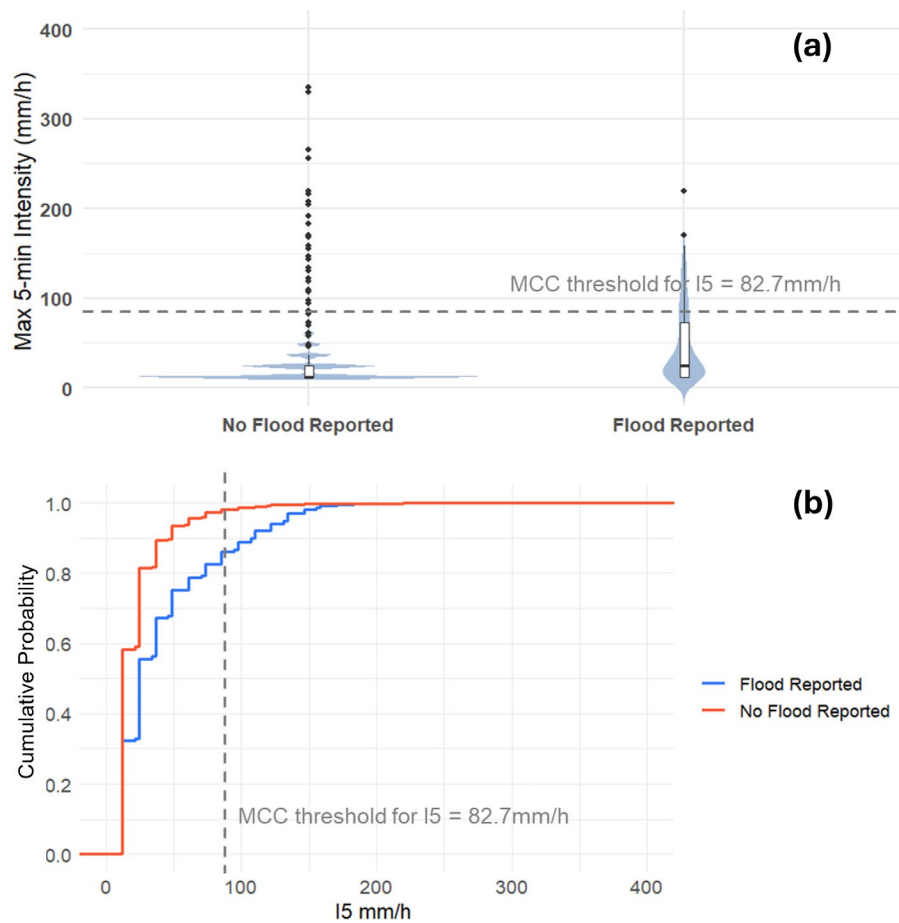 (a)
Max 5-min Intensity (mm/h)
400
300
200
100
0
MCC threshold for I5 = 82.7mm/h
No Flood Reported
Flood Reported
(b)
Cumulative Probability
1.0
0.8
0.6
0.4
0.2
0.0
MCC threshold for I5 = 82.7mm/h
0
100
200
300
400
I5 mm/h
Flood Reported
No Flood Reported